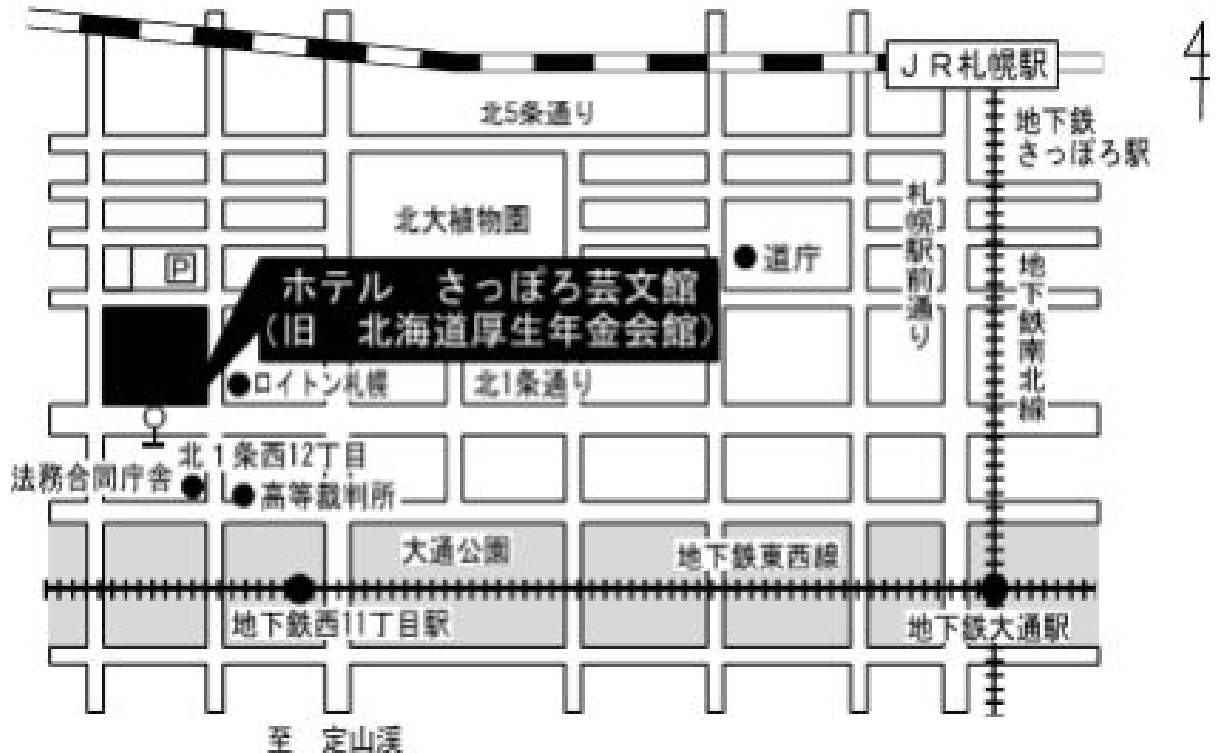 JR札幌駅
北5条通り
地下鉄
さっぽろ駅
北大植物園
札幌駅前通り
道庁
P
地下鉄南北線
ホテル さっぽろ芸文館
(旧 北海道厚生年金会館)
ロイトン札幌
北1条通り
北1条西12丁目
法務合同庁舎
高等裁判所
大通公園
地下鉄東西線
地下鉄西11丁目駅
地下鉄大通駅
至 定山渓